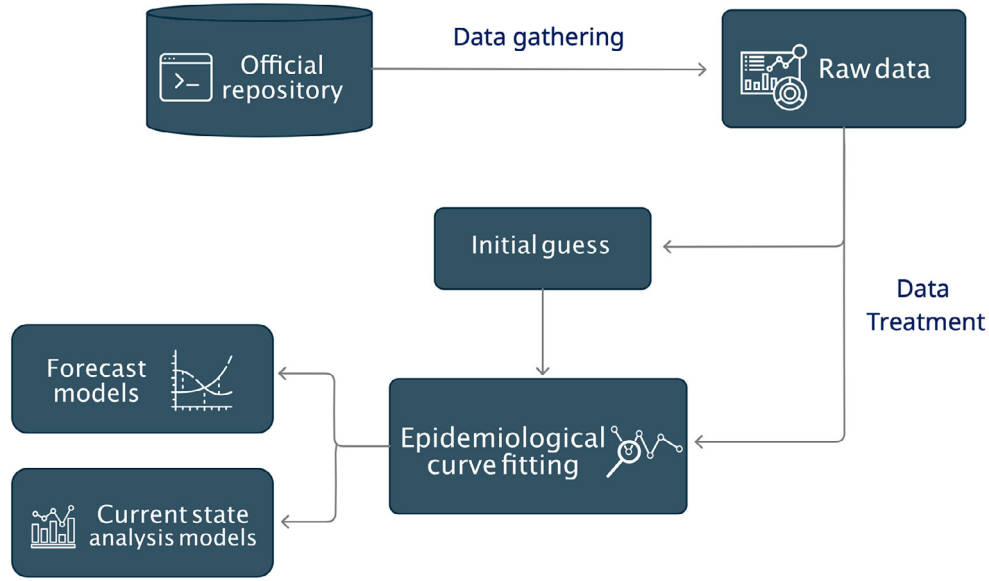 Official
repository
Data gathering
Raw data
Initial guess
Data
Treatment
Forecast
models
Epidemiological
curve fitting
Current state
analysis models